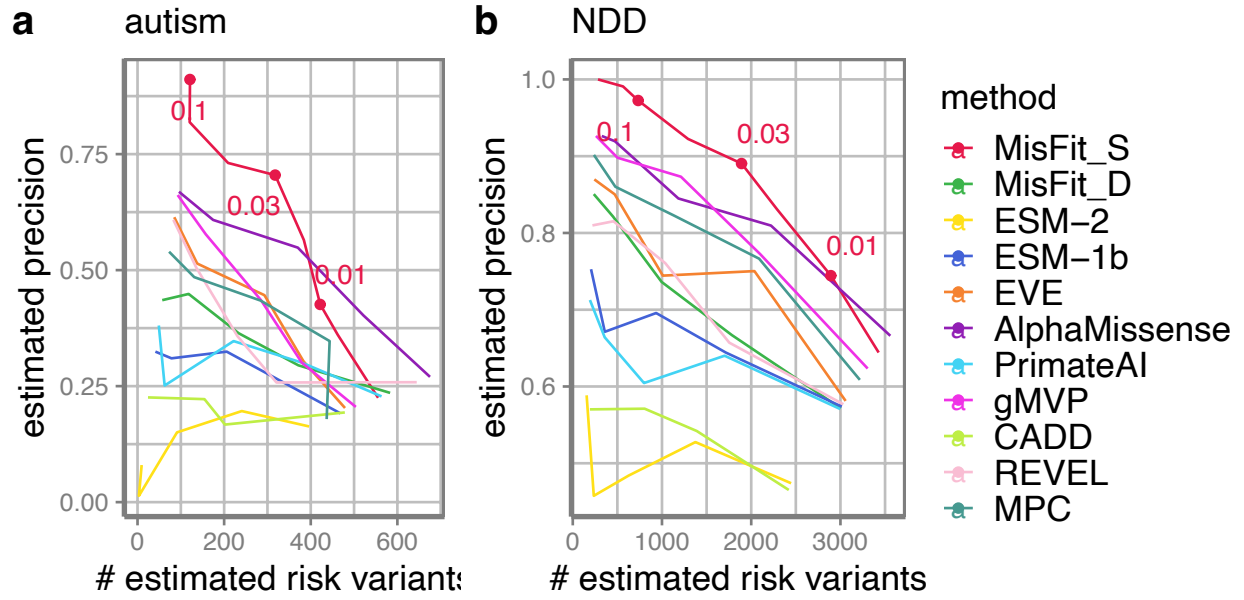 a autism
estimated precision
0.75
0.50
0.25
0.00
0.1
0.03
0.01
0 200 400 600
# estimated risk variants
b NDD
estimated precision
1.0
0.8
0.6
0.1
0.03
0.01
0 1000 2000 3000
# estimated risk variants
method
a MisFit_S
a MisFit_D
a ESM−2
a ESM−1b
a EVE
a AlphaMissense
a PrimateAI
a gMVP
a CADD
a REVEL
a MPC